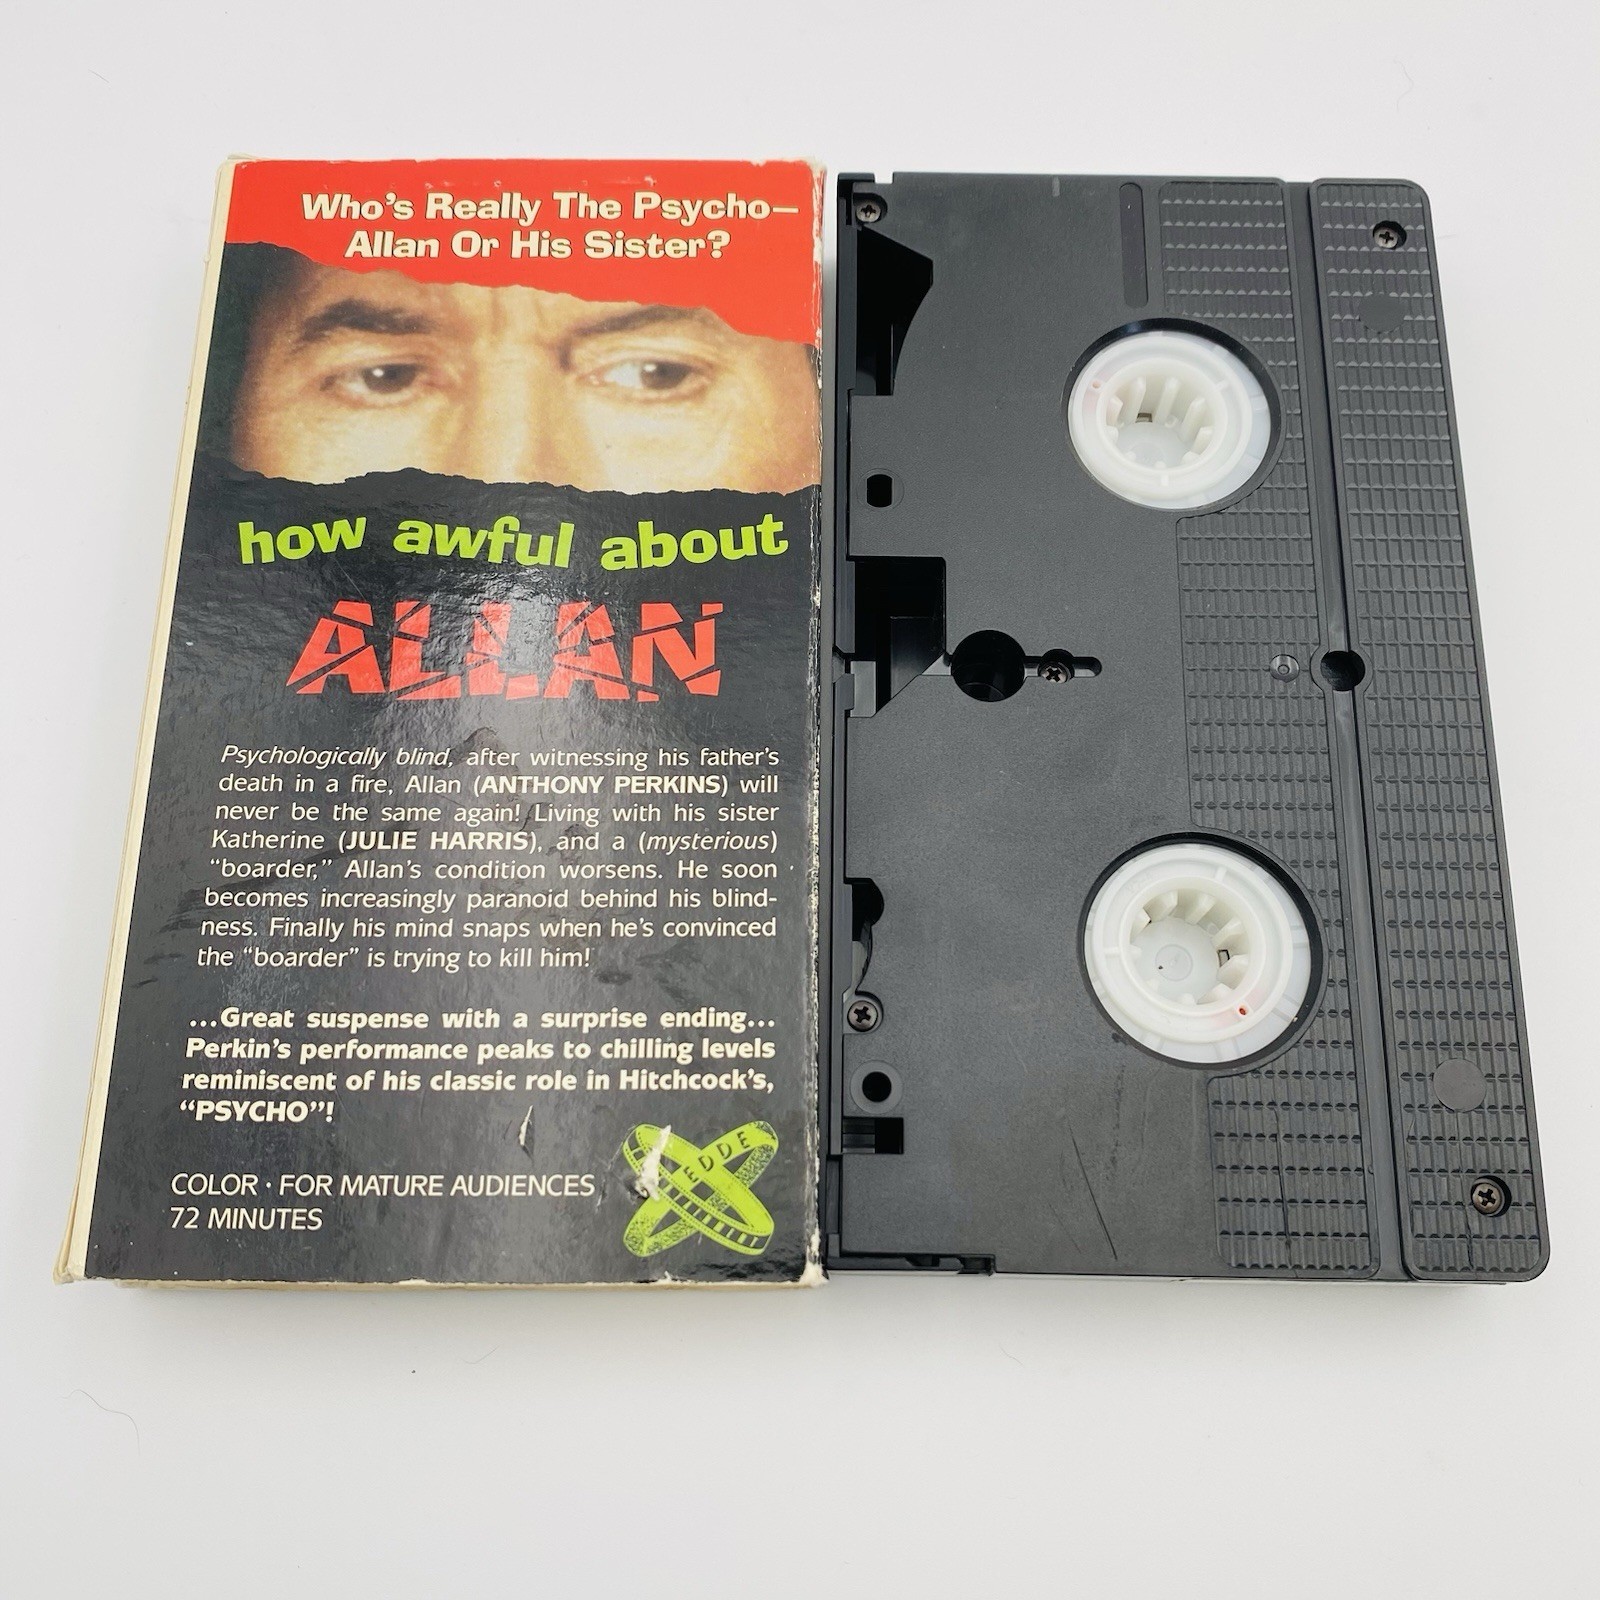 Who's Really The Psycho—
Allan Or His Sister?
how awful about
ALLAN
Psychologically blind, after witnessing his father's
death in a fire, Allan (ANTHONY PERKINS) will
never be the same again! Living with his sister
Katherine (JULIE HARRIS), and a (mysterious)
“boarder,” Allan's condition worsens. He soon
becomes increasingly paranoid behind his blind-
ness. Finally his mind snaps when he's convinced
the “boarder” is trying to kill him!
...Great suspense with a surprise ending...
Perkin's performance peaks to chilling levels
reminiscent of his classic role in Hitchcock's,
“PSYCHO”!
EDDE
COLOR · FOR MATURE AUDIENCES
72 MINUTES